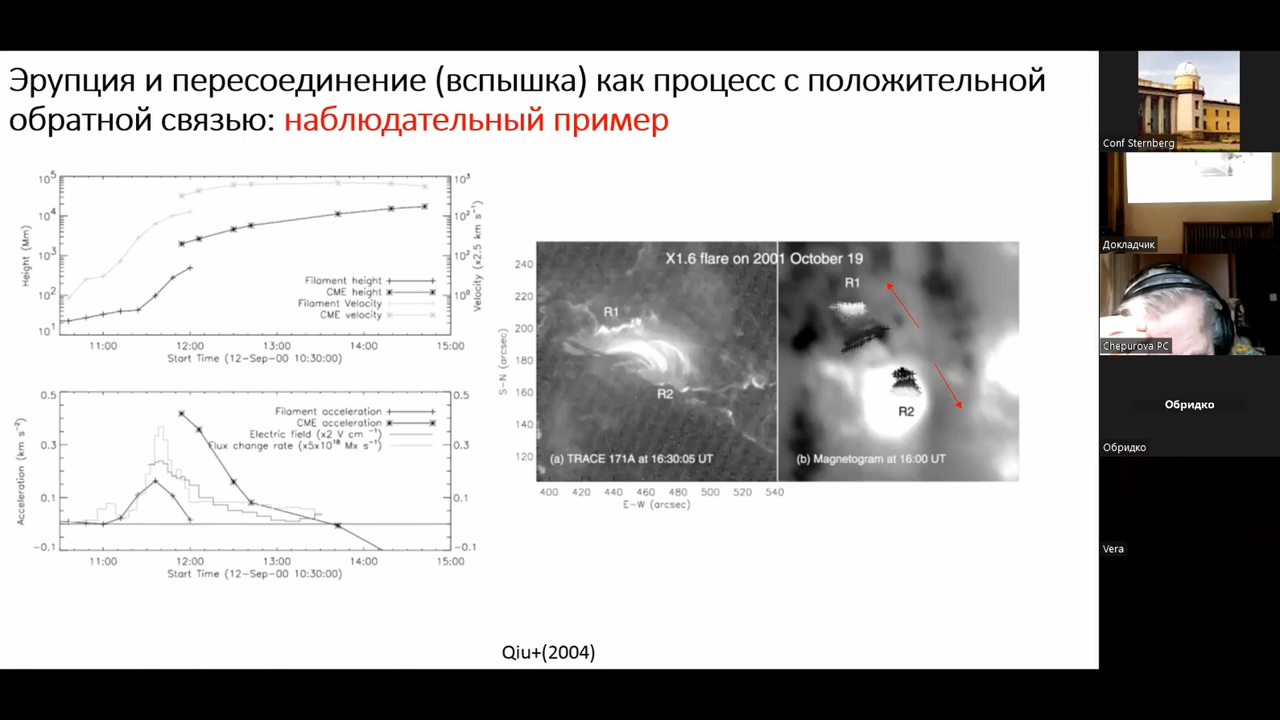 Эрупция и пересоединение (вспышка) как процесс с положительной
обратной связью: наблюдательный пример
10⁵
10⁴
10³
10²
10¹
Height (Mm)
10³
10²
10²
10⁰
Velocity (x2.5 km s⁻¹)
Filament height
CME height
Filament Velocity
CME velocity
11:00 12:00 13:00 14:00 15:00
Start Time (12-Sep-00 10:30:00)
0.5
0.3
0.1
-0.1
Acceleration (km s⁻²)
0.5
0.3
0.1
-0.1
Filament acceleration
CME acceleration
Electric field (x2 V cm⁻¹)
Flux change rate (x5x10¹⁸ Mx s⁻¹)
11:00 12:00 13:00 14:00 15:00
Start Time (12-Sep-00 10:30:00)
X1.6 flare on 2001 October 19
240
220
200
180
160
140
120
S-N (arcsec)
R1
R2
(a) TRACE 171A at 16:30:05 UT
R1
R2
(b) Magnetogram at 16:00 UT
400 420 440 460 480 500 520 540
E-W (arcsec)
Qiu+(2004)
Conf Sternberg
Докладчик
Chepurova PC
Обридко
Обридко
Vera